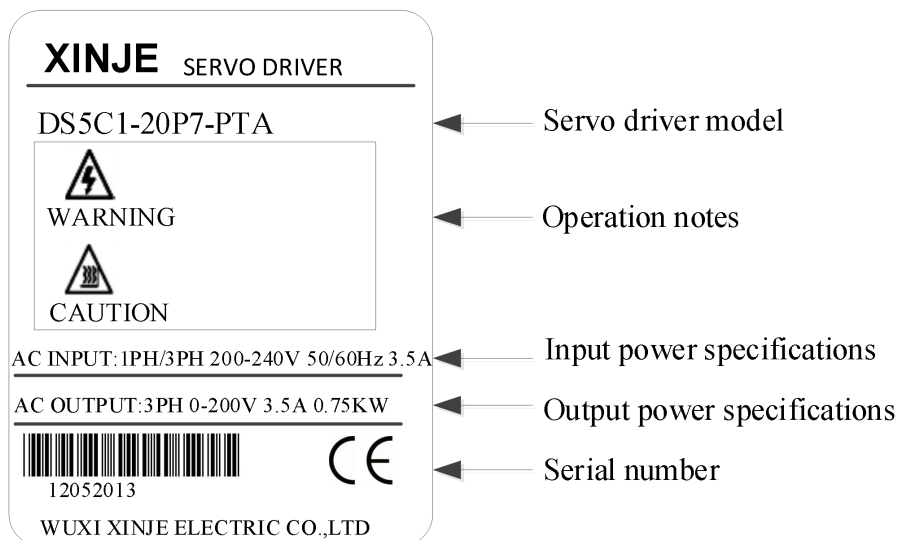 XINJE SERVO DRIVER
DS5C1-20P7-PTA
Servo driver model
WARNING
Operation notes
CAUTION
AC INPUT:1PH/3PH 200-240V 50/60Hz 3.5A
Input power specifications
AC OUTPUT:3PH 0-200V 3.5A 0.75KW
Output power specifications
CE
Serial number
12052013
WUXI XINJE ELECTRIC CO.,LTD